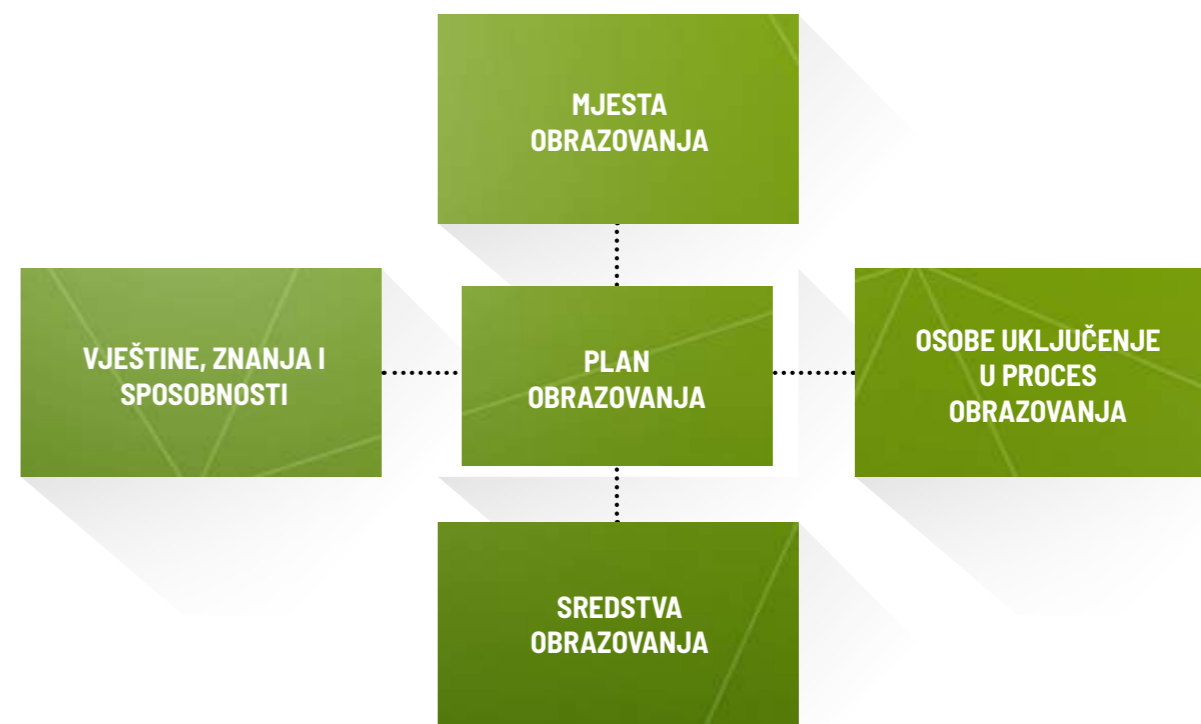 MJESTA
OBRAZOVANJA
VJEŠTINE, ZNANJA I
SPOSOBNOSTI
PLAN
OBRAZOVANJA
OSOBE UKLJUČENJE
U PROCES
OBRAZOVANJA
SREDSTVA
OBRAZOVANJA